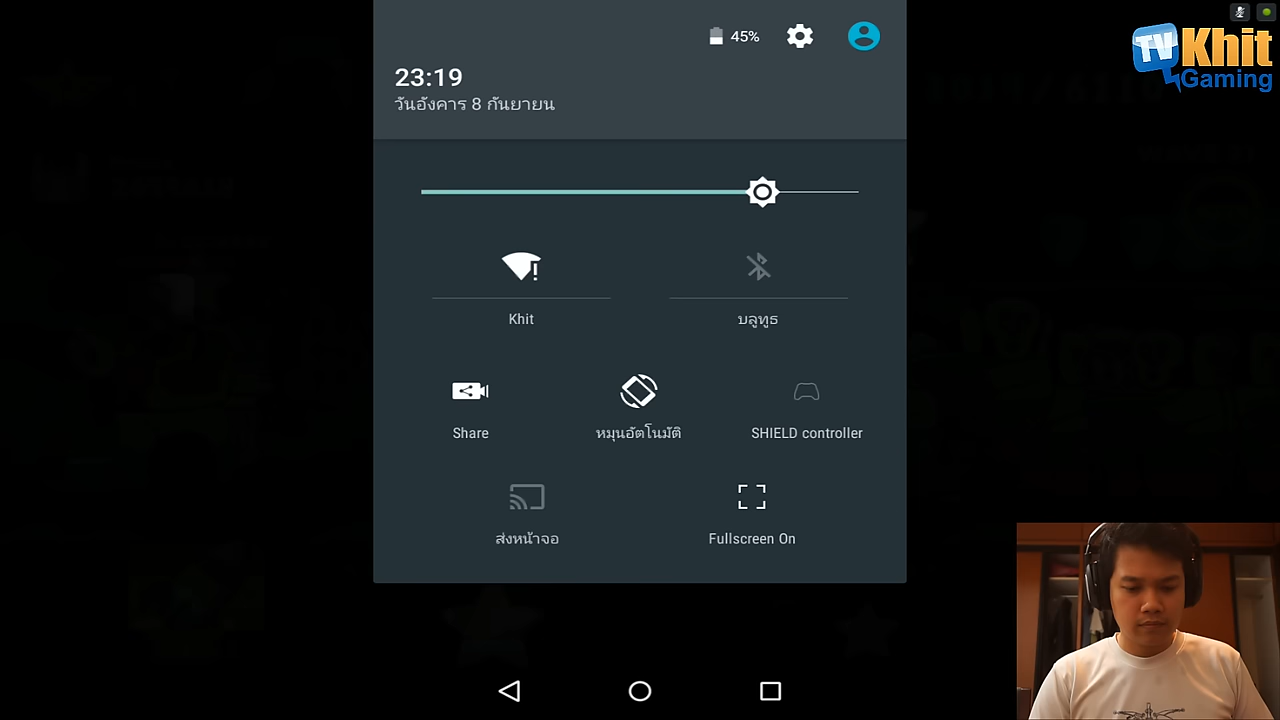 45%
TV Khit
Gaming
23:19
วันอังคาร 8 กันยายน
Khit
บลูทูธ
Share
หมุนอัตโนมัติ
SHIELD controller
ส่งหน้าจอ
Fullscreen On